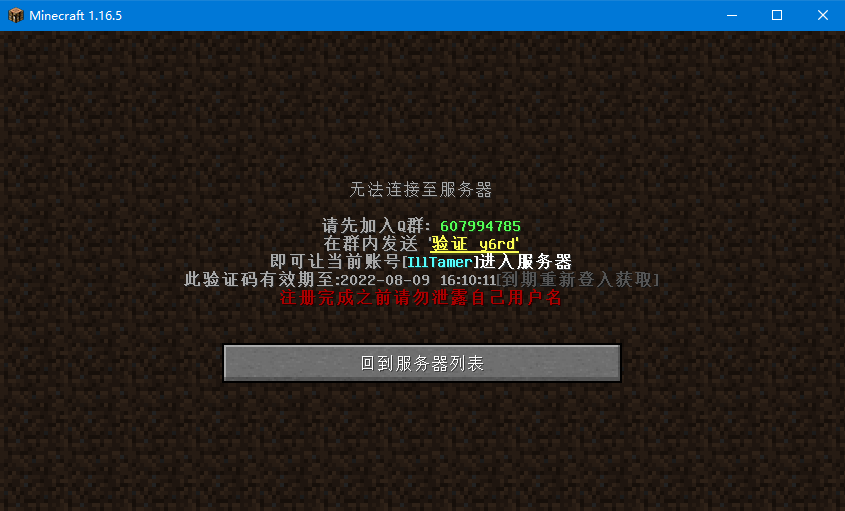 Minecraft 1.16.5
无法连接至服务器
请先加入Q群: 607994785
在群内发送 '验证 y6rd'
即可让当前账号[IllTamer]进入服务器
此验证码有效期至:2022-08-09 16:10:11[到期重新登入获取]
注册完成之前请勿泄露自己用户名
回到服务器列表